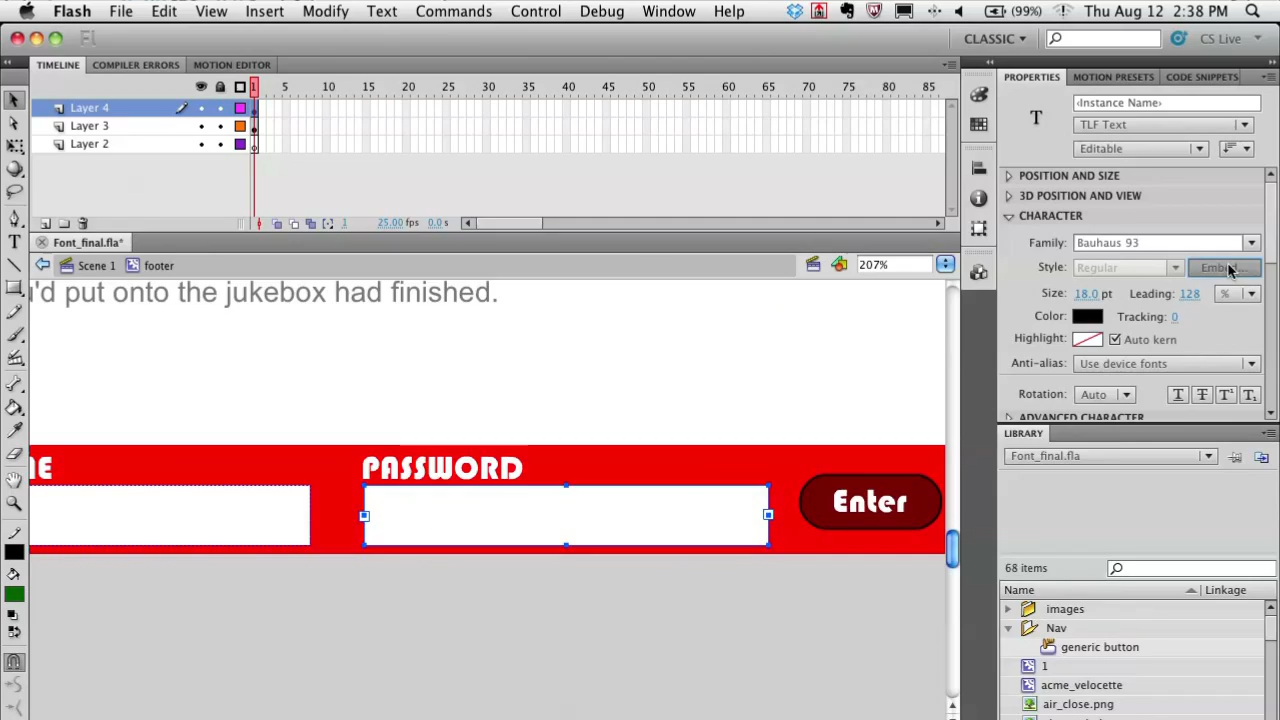 Flash File Edit View Insert Modify Text Commands Control Debug Window Help (99%) Thu Aug 12 2:38 PM
Fl CLASSIC CS Live
TIMELINE COMPILER ERRORS MOTION EDITOR
1 5 10 15 20 25 30 35 40 45 50 55 60 65 70 75 80 85
Layer 4
Layer 3
Layer 2
1 25.00 fps 0.0 s
Font_final.fla*
Scene 1 footer 207%
u'd put onto the jukebox had finished.
PASSWORD
Enter
PROPERTIES MOTION PRESETS CODE SNIPPETS
T <Instance Name>
TLF Text
Editable
POSITION AND SIZE
3D POSITION AND VIEW
CHARACTER
Family: Bauhaus 93
Style: Regular Embed...
Size: 18.0 pt Leading: 128 %
Color: Tracking: 0
Highlight: Auto kern
Anti-alias: Use device fonts
Rotation: Auto T T T¹ T₁
ADVANCED CHARACTER
LIBRARY
Font_final.fla
68 items
Name Linkage
images
Nav
generic button
1
acme_velocette
air_close.png